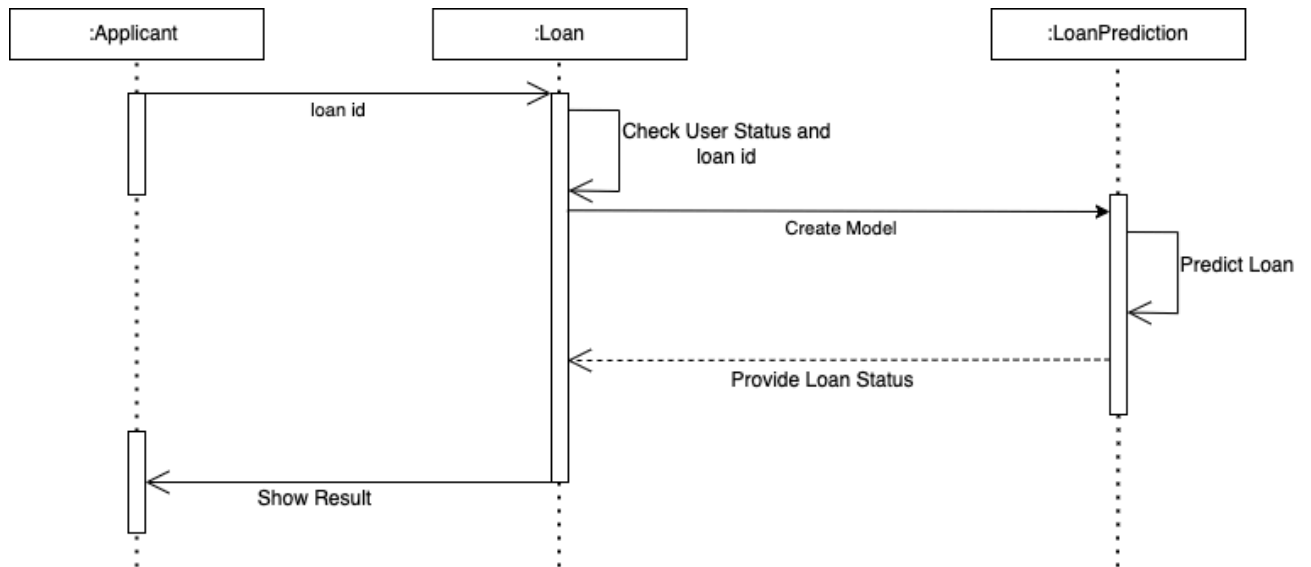 :Applicant
:Loan
:LoanPrediction
loan id
Check User Status and
loan id
Create Model
Predict Loan
Provide Loan Status
Show Result